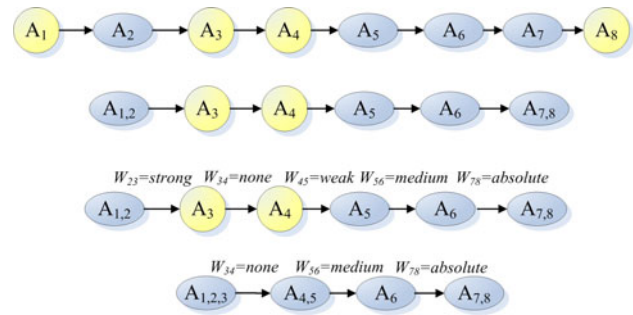 A1 A2 A3 A4 A5 A6 A7 A8
A1,2 A3 A4 A5 A6 A7,8
W23=strong W34=none W45=weak W56=medium W78=absolute
A1,2 A3 A4 A5 A6 A7,8
W34=none W56=medium W78=absolute
A1,2,3 A4,5 A6 A7,8